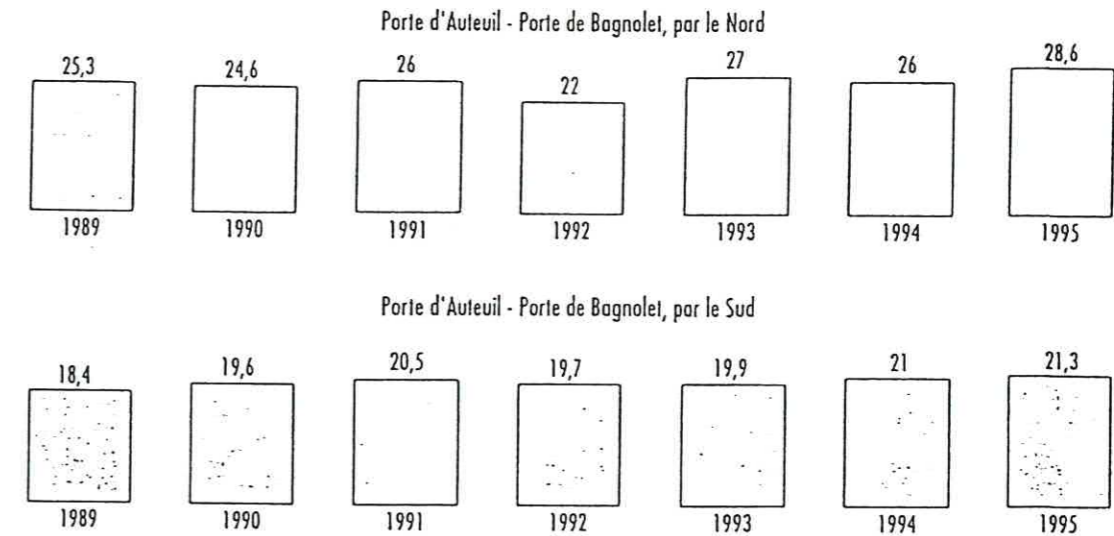 Porte d'Auteuil - Porte de Bagnolet, par le Nord
25,3 24,6 26 22 27 26 28,6
1989 1990 1991 1992 1993 1994 1995
Porte d'Auteuil - Porte de Bagnolet, par le Sud
18,4 19,6 20,5 19,7 19,9 21 21,3
1989 1990 1991 1992 1993 1994 1995